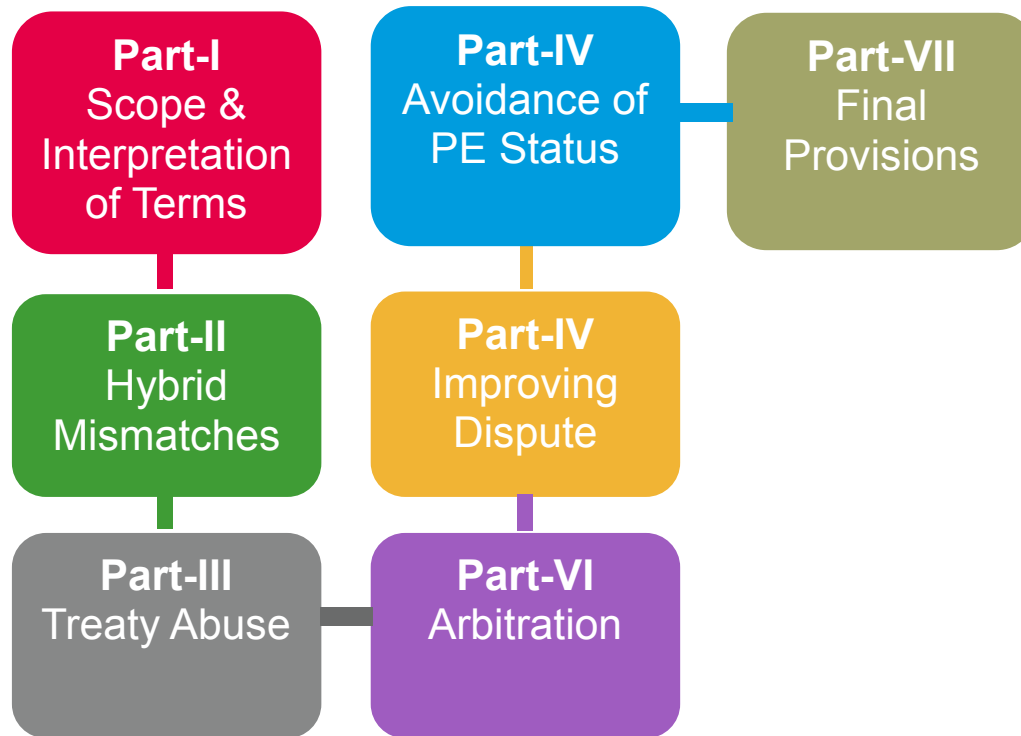 Part-I
Scope &
Interpretation
of Terms
Part-II
Hybrid
Mismatches
Part-III
Treaty Abuse
Part-IV
Avoidance of
PE Status
Part-IV
Improving
Dispute
Part-VI
Arbitration
Part-VII
Final
Provisions